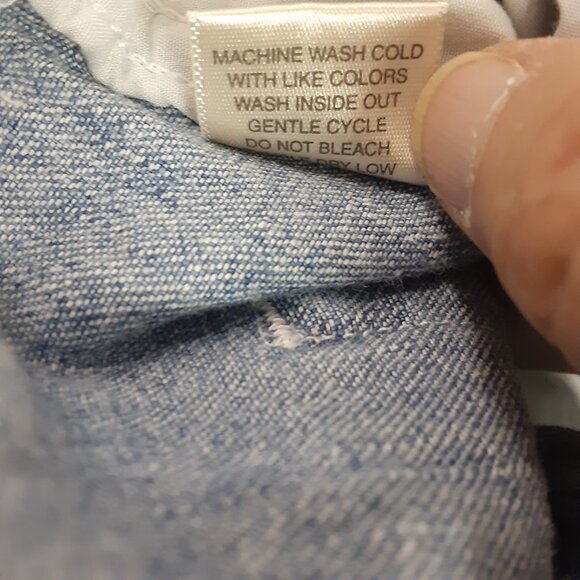 MACHINE WASH COLD
WITH LIKE COLORS
WASH INSIDE OUT
GENTLE CYCLE
DO NOT BLEACH
DRY LOW